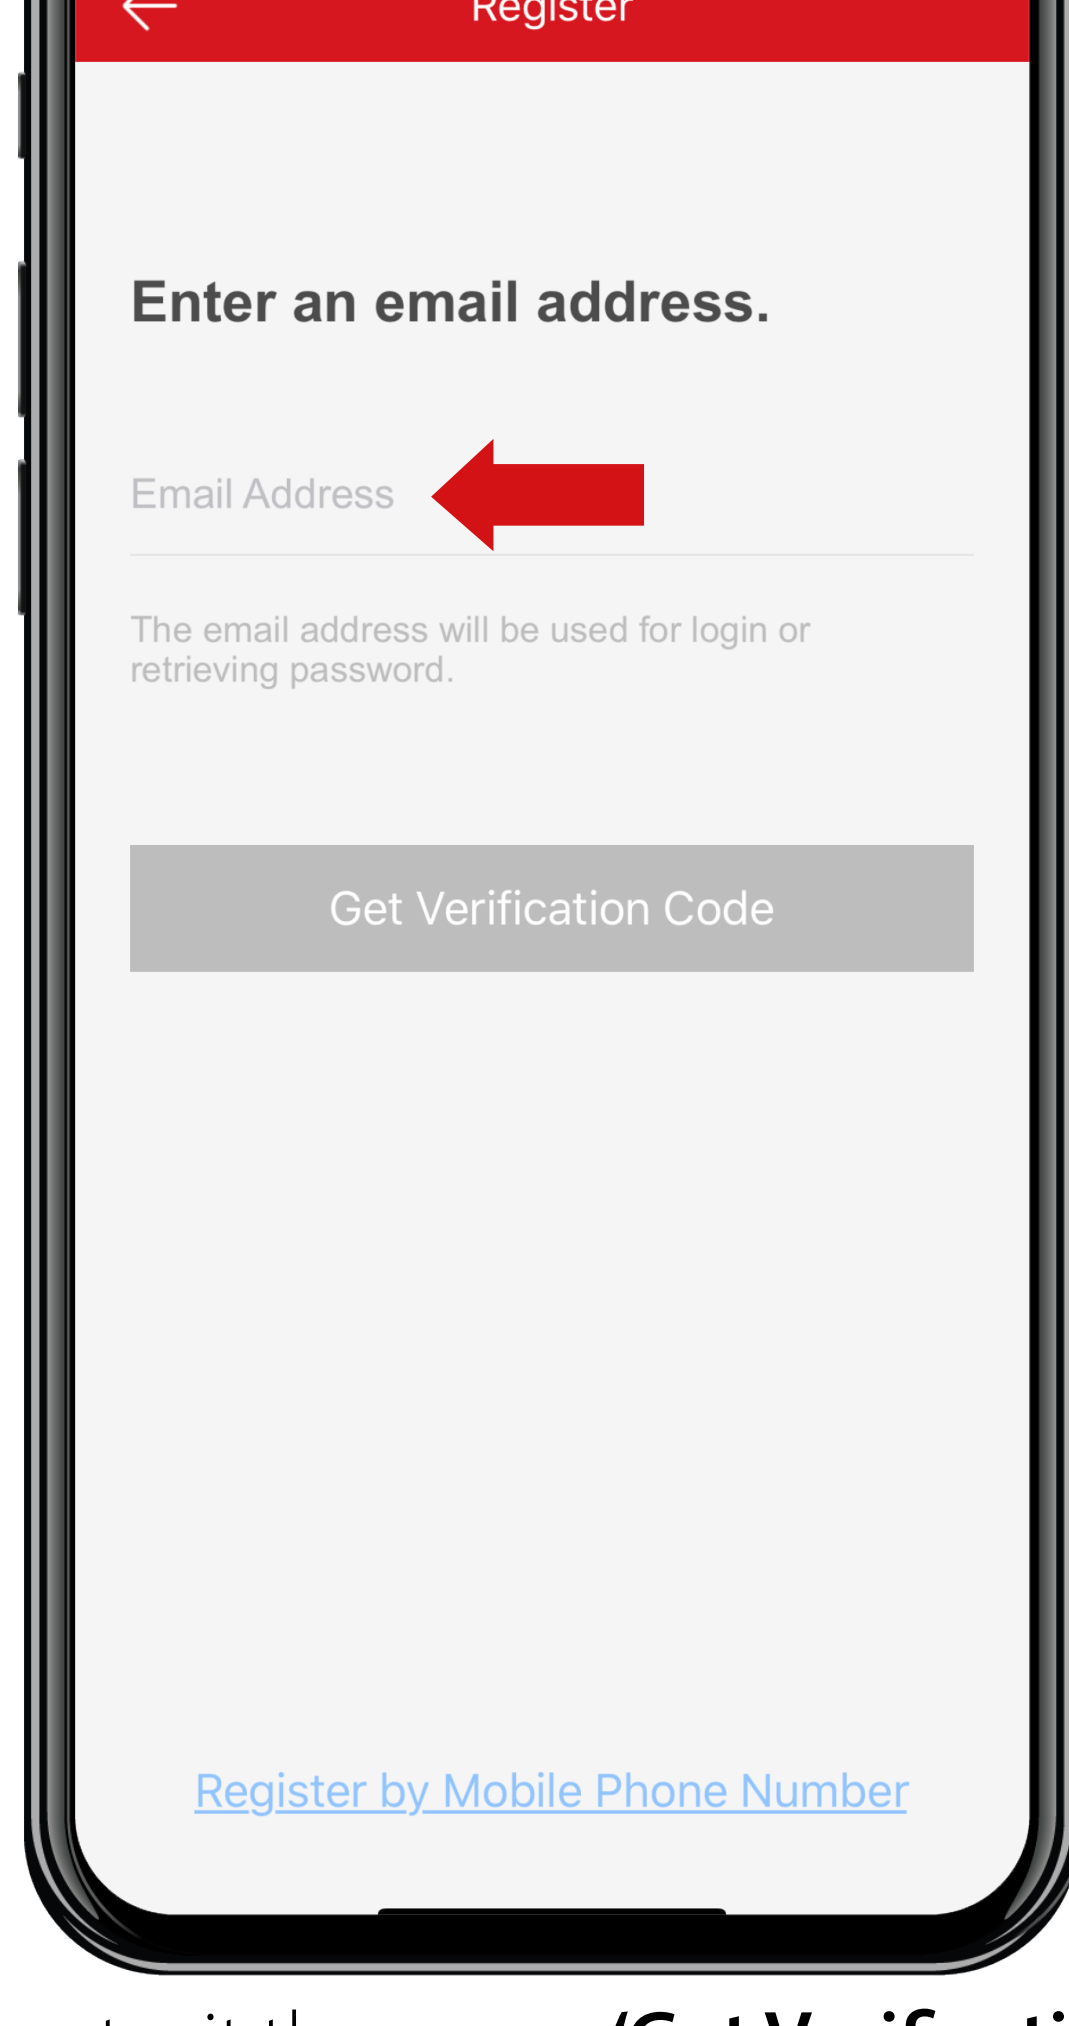 Register
Enter an email address.
Email Address
The email address will be used for login or
retrieving password.
Get Verification Code
Register by Mobile Phone Number